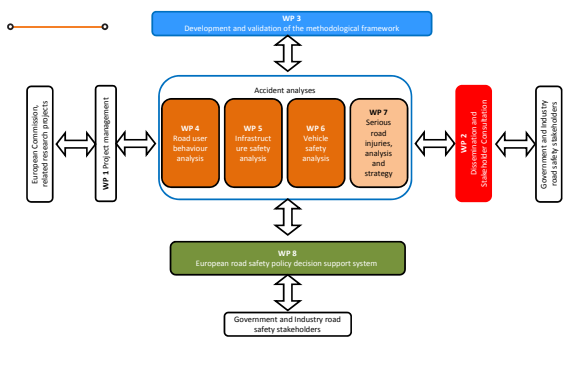 WP 3
Development and validation of the methodological framework
Accident analyses
European Commission,
related research projects
WP 1 Project management
WP 4
Road user
behaviour
analysis
WP 5
Infrastruct
ure safety
analysis
WP 6
Vehicle
safety
analysis
WP 7
Serious
road
injuries,
analysis
and
strategy
WP 2
Dissemination and
Stakeholder Consultation
Government and Industry
road safety stakeholders
WP 8
European road safety policy decision support system
Government and Industry road
safety stakeholders